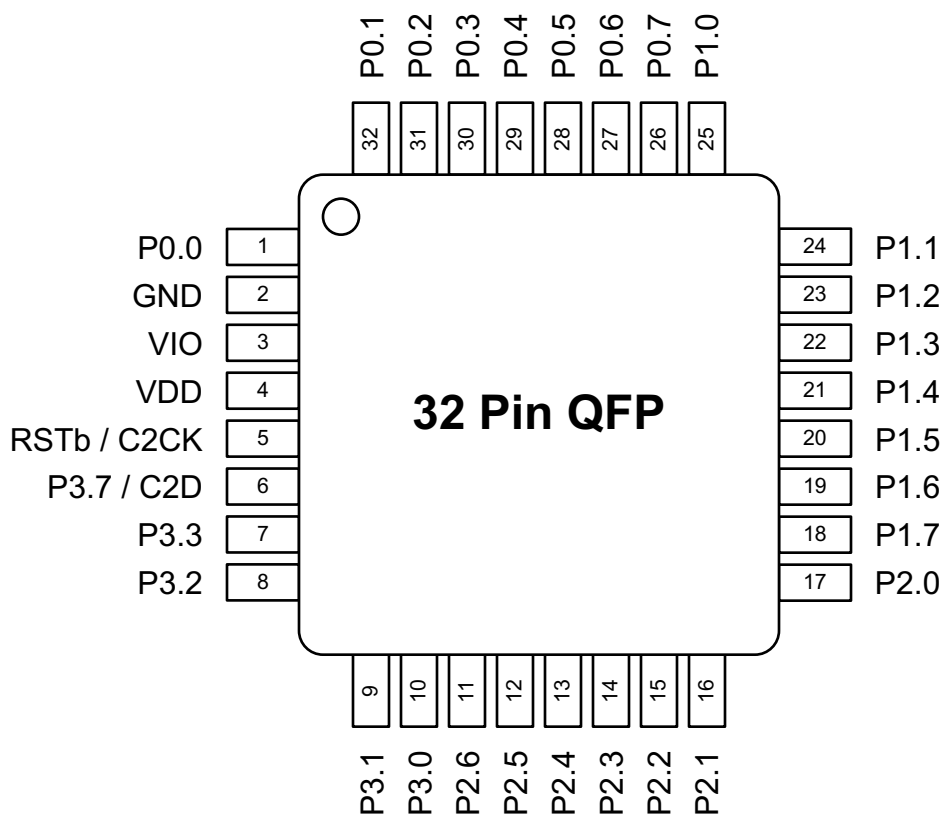 P0.1 P0.2 P0.3 P0.4 P0.5 P0.6 P0.7 P1.0
32 31 30 29 28 27 26 25
P0.0 1 24 P1.1
GND 2 23 P1.2
VIO 3 22 P1.3
VDD 4 21 P1.4
32 Pin QFP
RSTb / C2CK 5 20 P1.5
P3.7 / C2D 6 19 P1.6
P3.3 7 18 P1.7
P3.2 8 17 P2.0
9 10 11 12 13 14 15 16
P3.1 P3.0 P2.6 P2.5 P2.4 P2.3 P2.2 P2.1